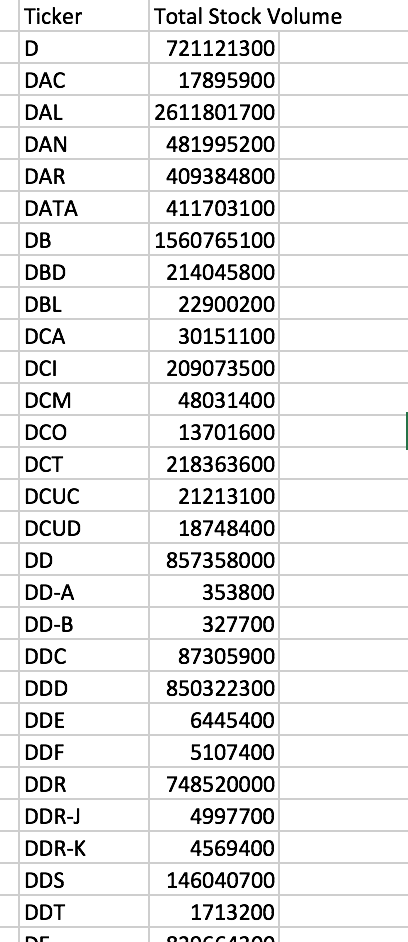 Ticker Total Stock Volume
D 721121300
DAC 17895900
DAL 2611801700
DAN 481995200
DAR 409384800
DATA 411703100
DB 1560765100
DBD 214045800
DBL 22900200
DCA 30151100
DCI 209073500
DCM 48031400
DCO 13701600
DCT 218363600
DCUC 21213100
DCUD 18748400
DD 857358000
DD-A 353800
DD-B 327700
DDC 87305900
DDD 850322300
DDE 6445400
DDF 5107400
DDR 748520000
DDR-J 4997700
DDR-K 4569400
DDS 146040700
DDT 1713200